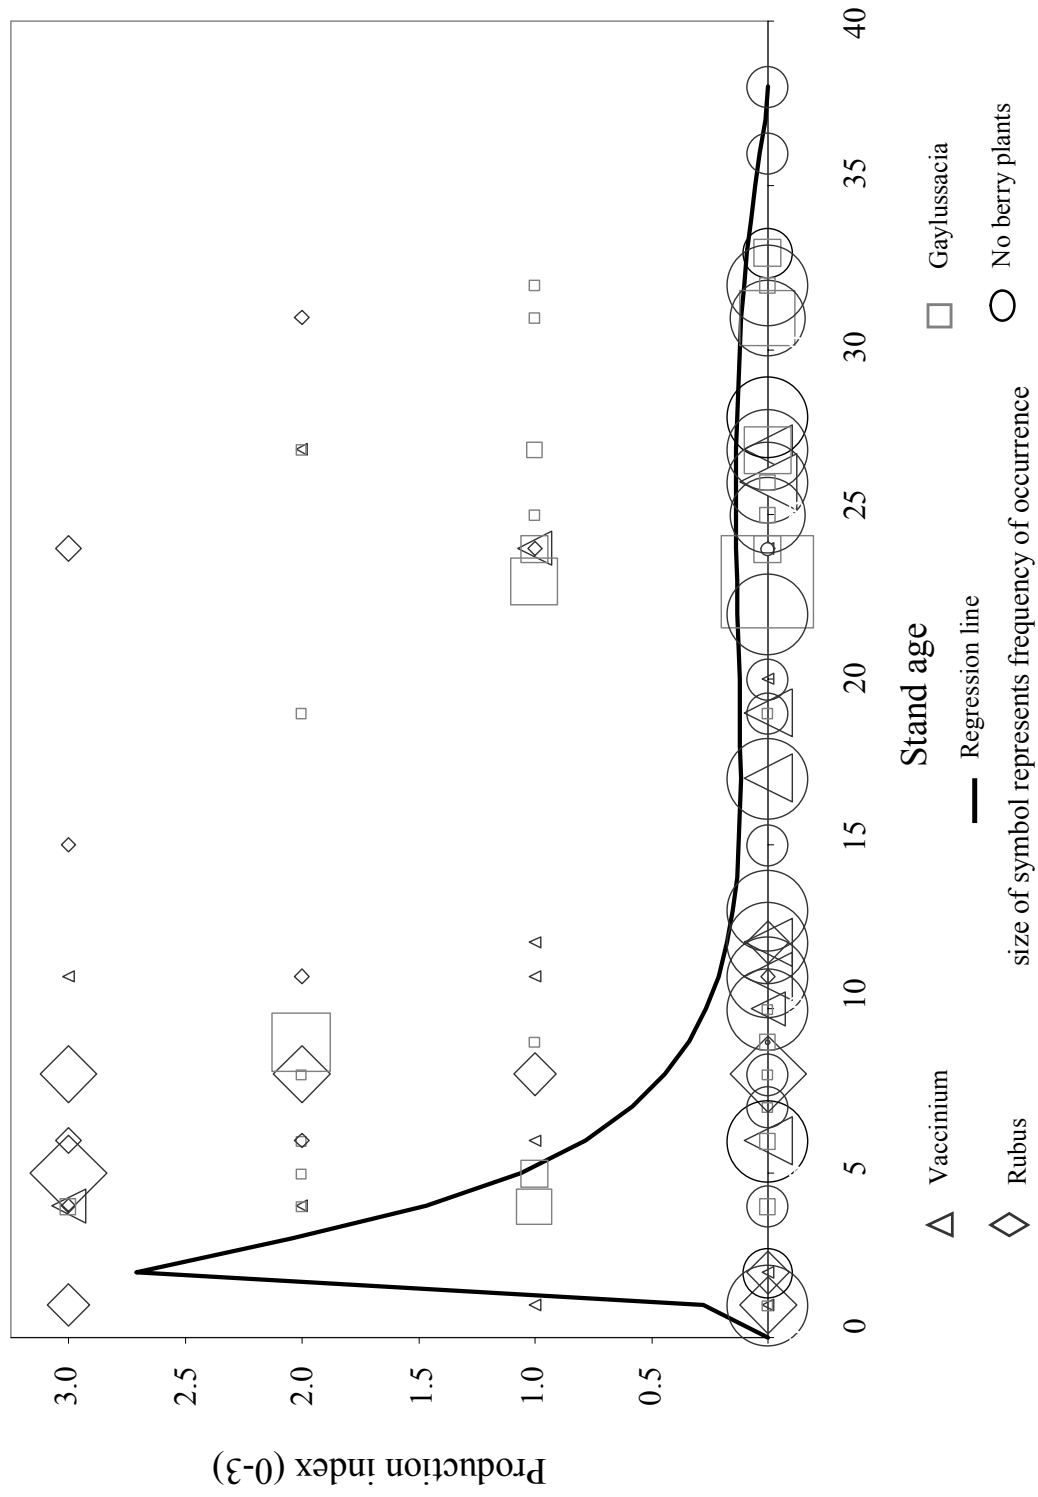 Production index (0-3)
3.0
2.5
2.0
1.5
1.0
0.5
0
5
10
15
20
25
30
35
40
Stand age
Regression line
Vaccinium
Gaylussacia
Rubus
No berry plants
size of symbol represents frequency of occurrence